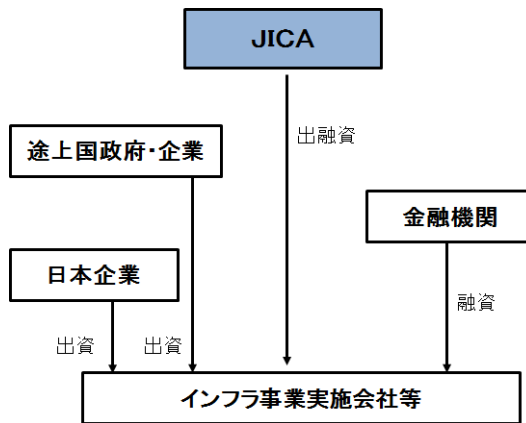 JICA
出融資
途上国政府・企業
金融機関
日本企業
融資
出資
出資
インフラ事業実施会社等